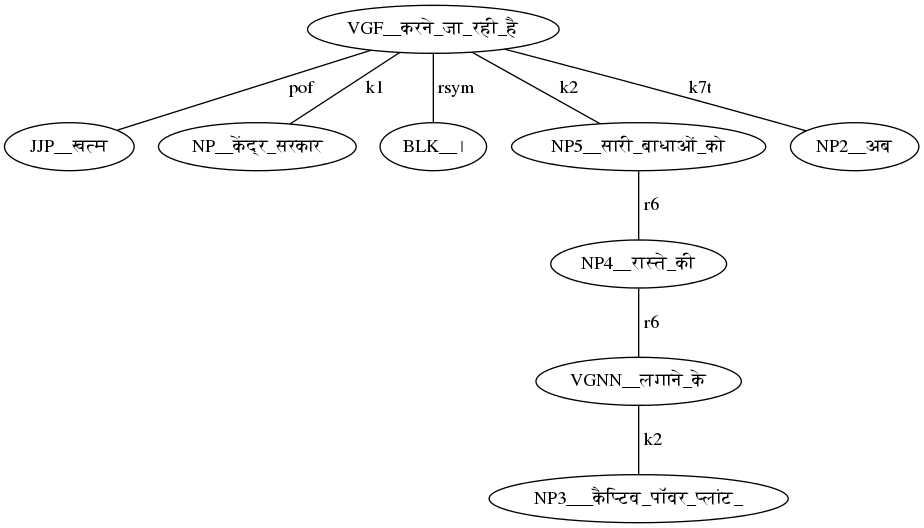 VGF__करने_जा_रही_है
pof k1 rsym k2 k7t
JJP__खत्म NP__केंद्र_सरकार BLK__। NP5__सारी_बाधाओं_को NP2__अब
r6
NP4__रास्ते_की
r6
VGNN__लगाने_के
k2
NP3___कैप्टिव_पॉवर_प्लांट_